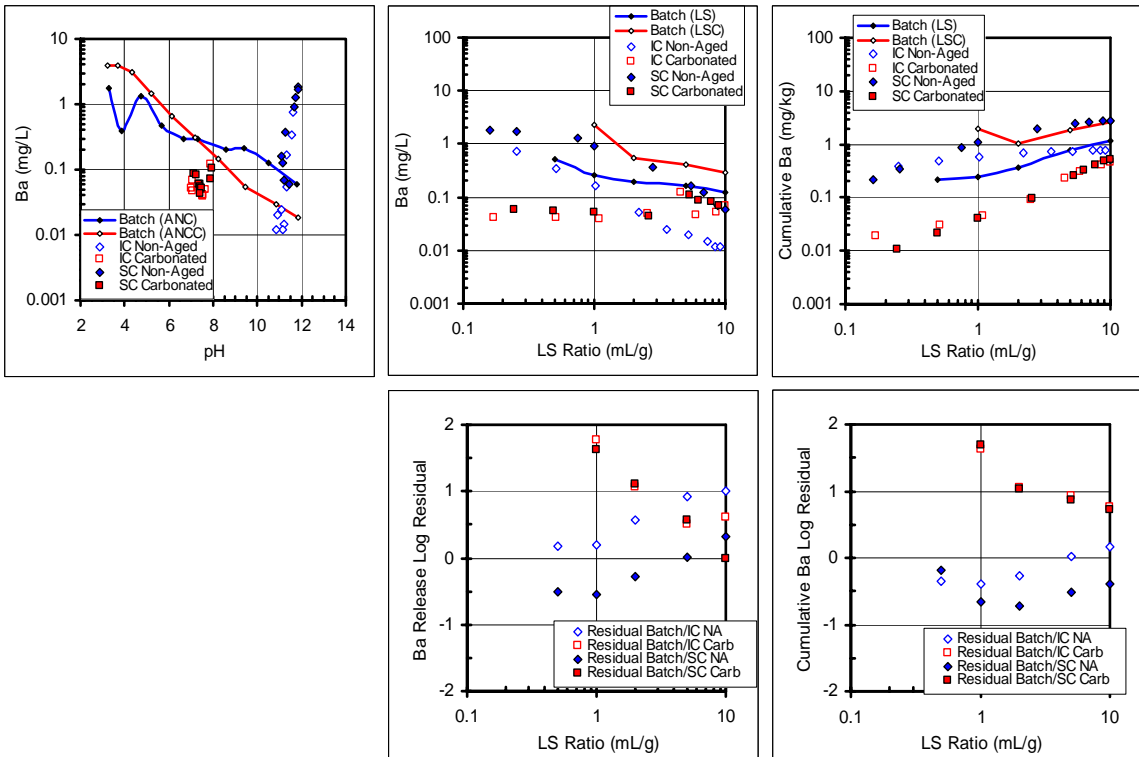 Ba (mg/L)
10
1
0.1
0.01
0.001
2 4 6 8 10 12 14
pH
Batch (ANC)
Batch (ANCC)
IC Non-Aged
IC Carbonated
SC Non-Aged
SC Carbonated
Batch (LS)
Batch (LSC)
IC Non-Aged
IC Carbonated
SC Non-Aged
SC Carbonated
Ba (mg/L)
100
10
1
0.1
0.01
0.001
0.1 1 10
LS Ratio (mL/g)
Batch (LS)
Batch (LSC)
IC Non-Aged
IC Carbonated
SC Non-Aged
SC Carbonated
Cumulative Ba (mg/kg)
100
10
1
0.1
0.01
0.001
0.1 1 10
LS Ratio (mL/g)
Ba Release Log Residual
2
1
0
-1
-2
Residual Batch/IC NA
Residual Batch/IC Carb
Residual Batch/SC NA
Residual Batch/SC Carb
0.1 1 10
LS Ratio (mL/g)
Cumulative Ba Log Residual
2
1
0
-1
-2
Residual Batch/IC NA
Residual Batch/IC Carb
Residual Batch/SC NA
Residual Batch/SC Carb
0.1 1 10
LS Ratio (mL/g)